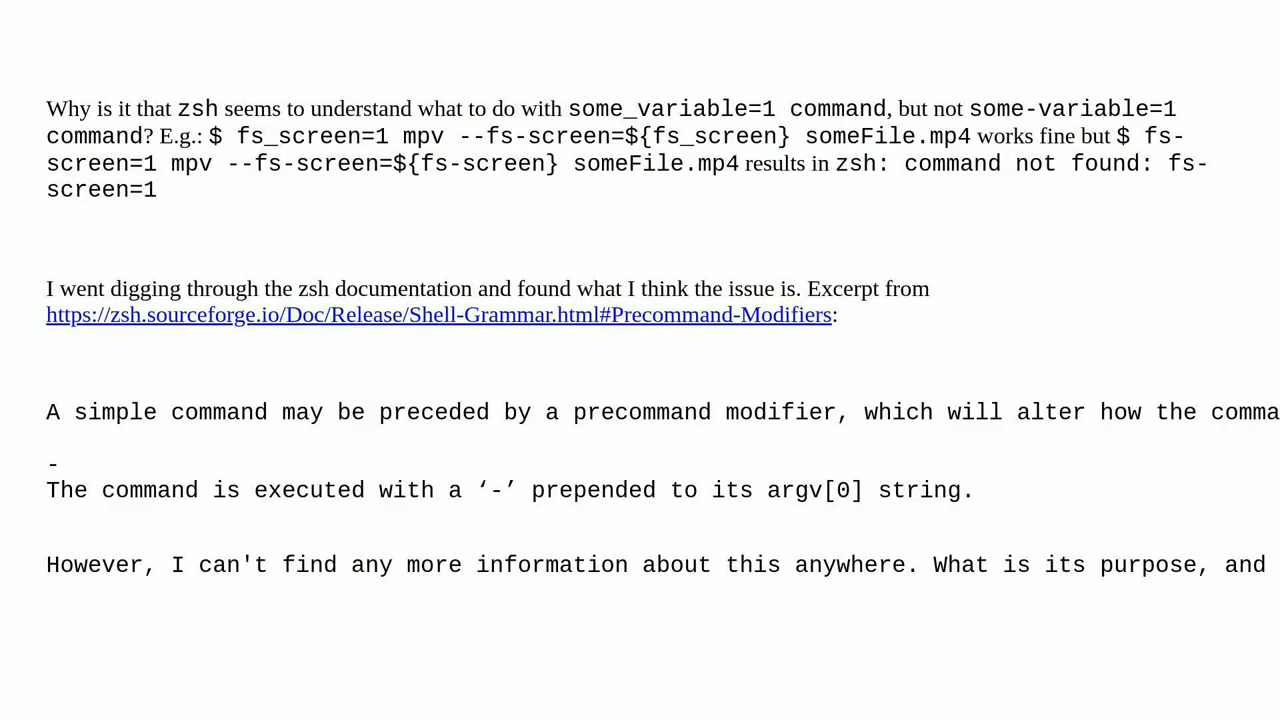 Why is it that zsh seems to understand what to do with some_variable=1 command, but not some-variable=1
command? E.g.: $ fs_screen=1 mpv --fs-screen=${fs_screen} someFile.mp4 works fine but $ fs-
screen=1 mpv --fs-screen=${fs-screen} someFile.mp4 results in zsh: command not found: fs-
screen=1
I went digging through the zsh documentation and found what I think the issue is. Excerpt from
https://zsh.sourceforge.io/Doc/Release/Shell-Grammar.html#Precommand-Modifiers:
A simple command may be preceded by a precommand modifier, which will alter how the comma
-
The command is executed with a ‘-’ prepended to its argv[0] string.
However, I can't find any more information about this anywhere. What is its purpose, and